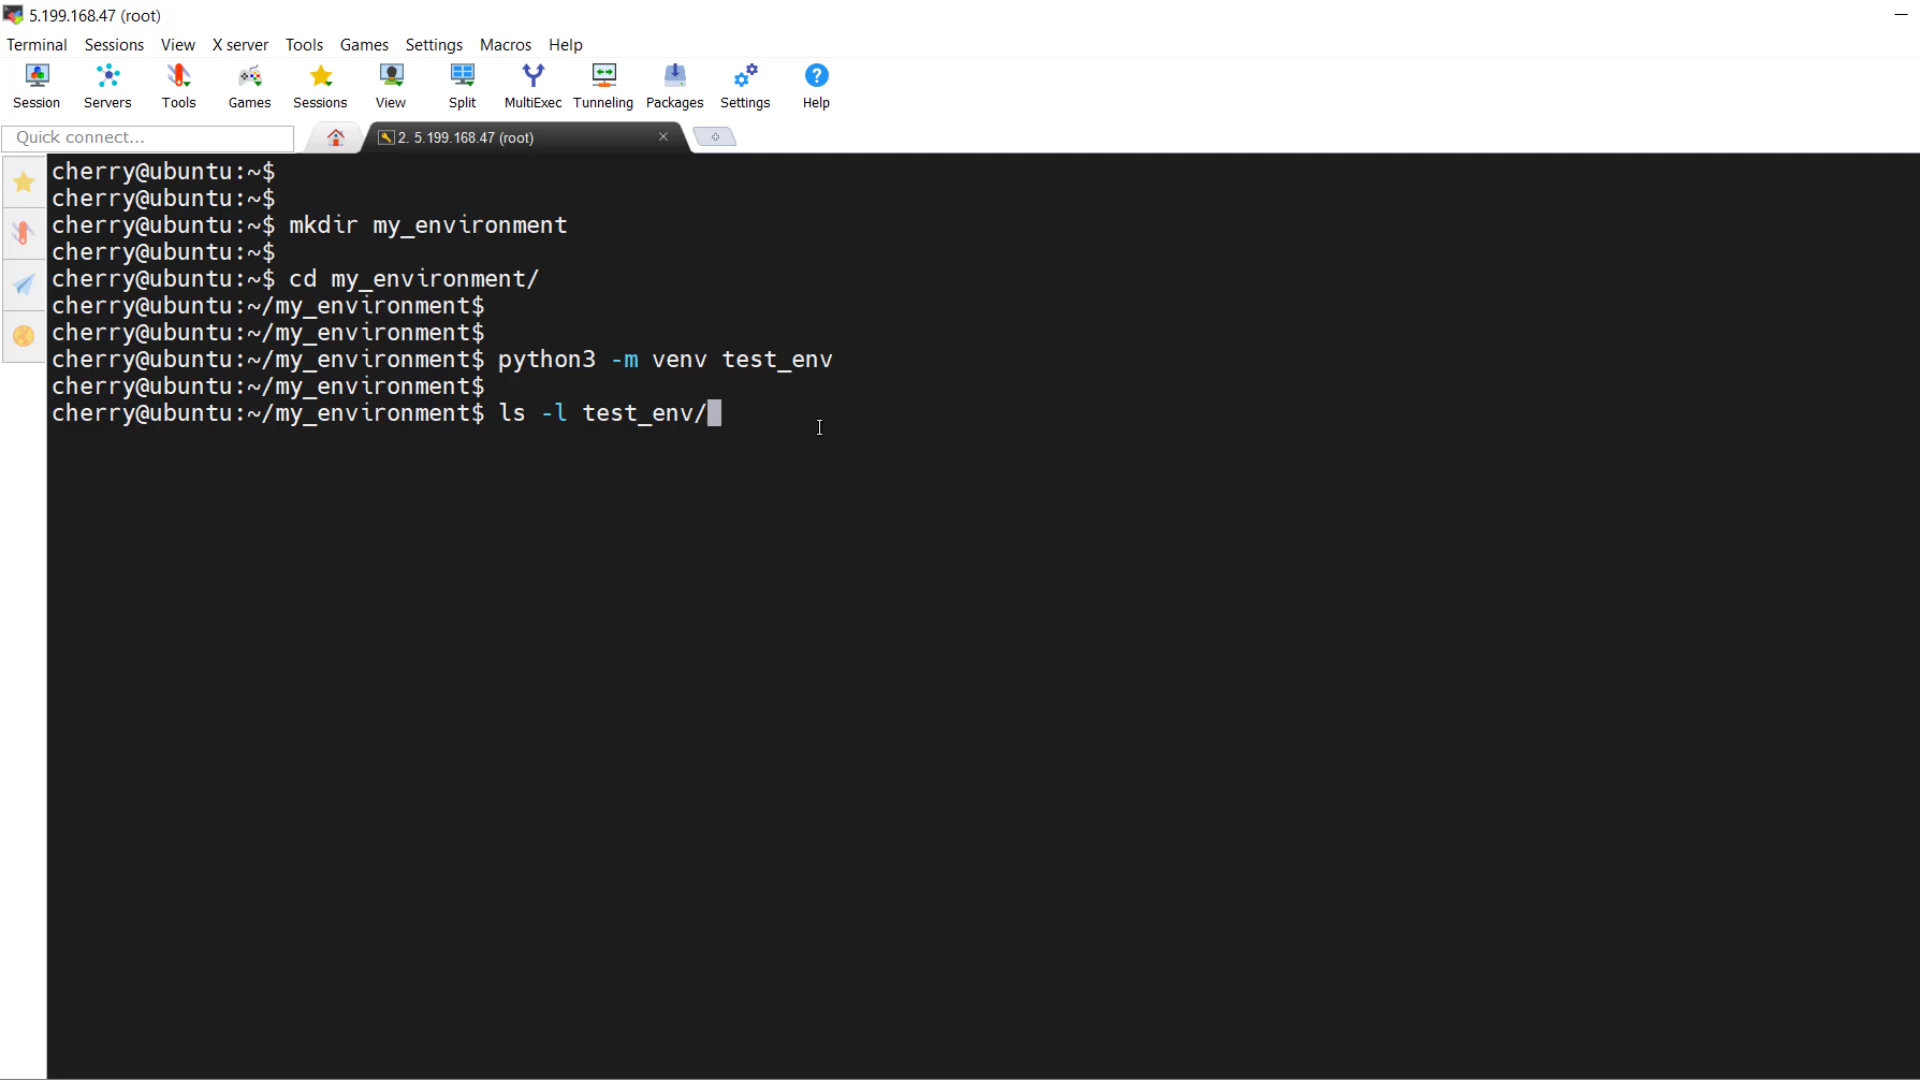 5.199.168.47 (root)
Terminal Sessions View X server Tools Games Settings Macros Help
Session Servers Tools Games Sessions View Split MultiExec Tunneling Packages Settings Help
Quick connect... 2. 5.199.168.47 (root)
cherry@ubuntu:~$
cherry@ubuntu:~$
cherry@ubuntu:~$ mkdir my_environment
cherry@ubuntu:~$
cherry@ubuntu:~$ cd my_environment/
cherry@ubuntu:~/my_environment$
cherry@ubuntu:~/my_environment$
cherry@ubuntu:~/my_environment$ python3 -m venv test_env
cherry@ubuntu:~/my_environment$
cherry@ubuntu:~/my_environment$ ls -l test_env/